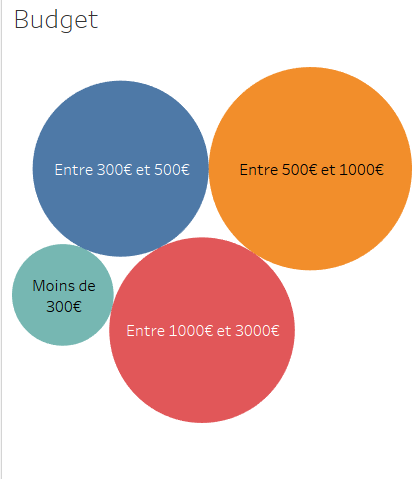 Budget
Entre 300€ et 500€
Entre 500€ et 1000€
Moins de
300€
Entre 1000€ et 3000€